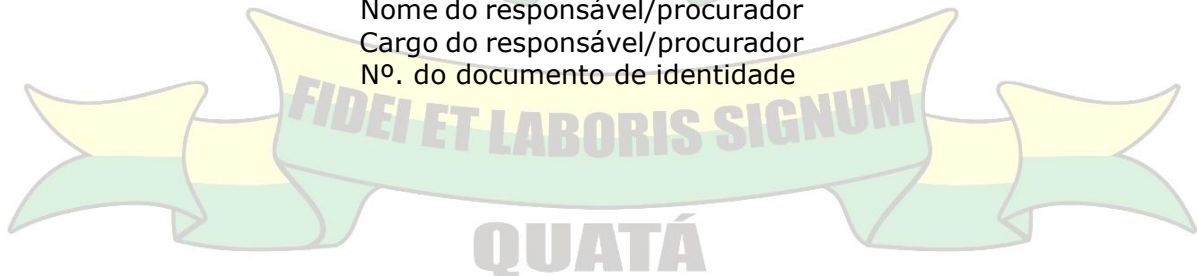 Nome do responsável/procurador
Cargo do responsável/procurador
Nº. do documento de identidade
FIDEI ET LABORIS SIGNUM
QUATÁ